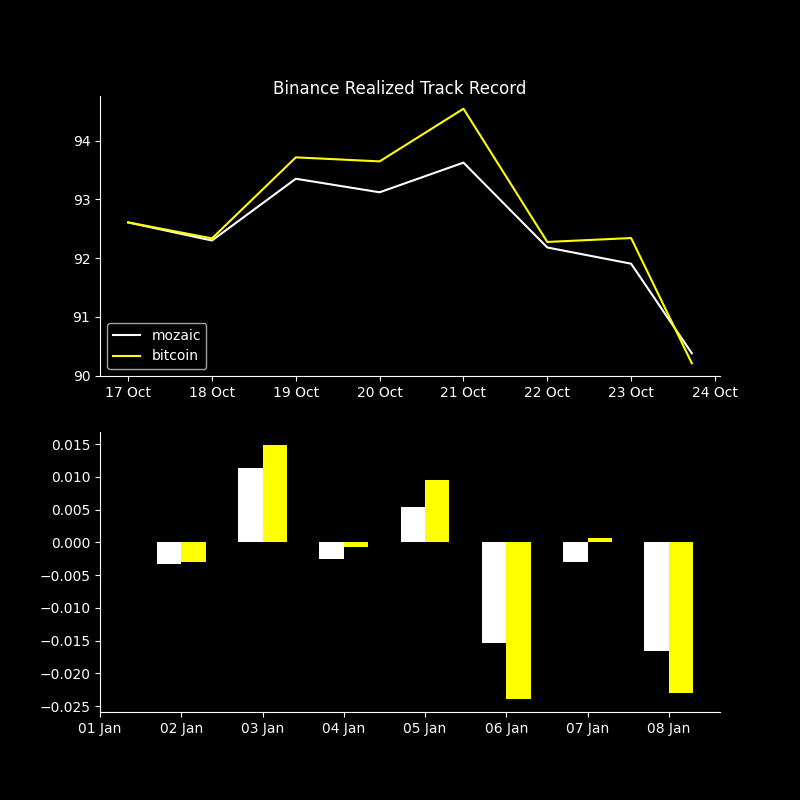 Binance Realized Track Record
94
93
92
91
90
mozaic
bitcoin
17 Oct 18 Oct 19 Oct 20 Oct 21 Oct 22 Oct 23 Oct 24 Oct
0.015
0.010
0.005
0.000
−0.005
−0.010
−0.015
−0.020
−0.025
01 Jan 02 Jan 03 Jan 04 Jan 05 Jan 06 Jan 07 Jan 08 Jan